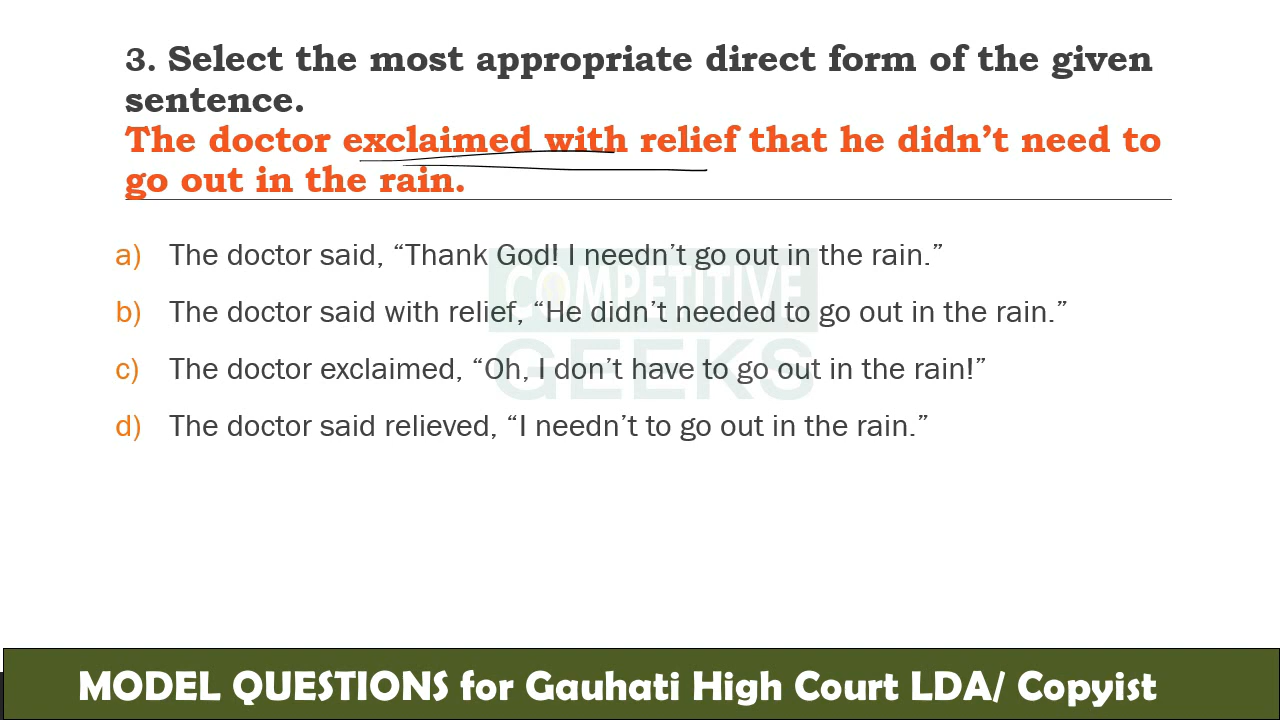 3. Select the most appropriate direct form of the given
sentence.
The doctor exclaimed with relief that he didn’t need to
go out in the rain.
a) The doctor said, “Thank God! I needn’t go out in the rain.”
b) The doctor said with relief, “He didn’t needed to go out in the rain.”
c) The doctor exclaimed, “Oh, I don’t have to go out in the rain!”
d) The doctor said relieved, “I needn’t to go out in the rain.”
COMPETITIVE
GEEKS
MODEL QUESTIONS for Gauhati High Court LDA/ Copyist